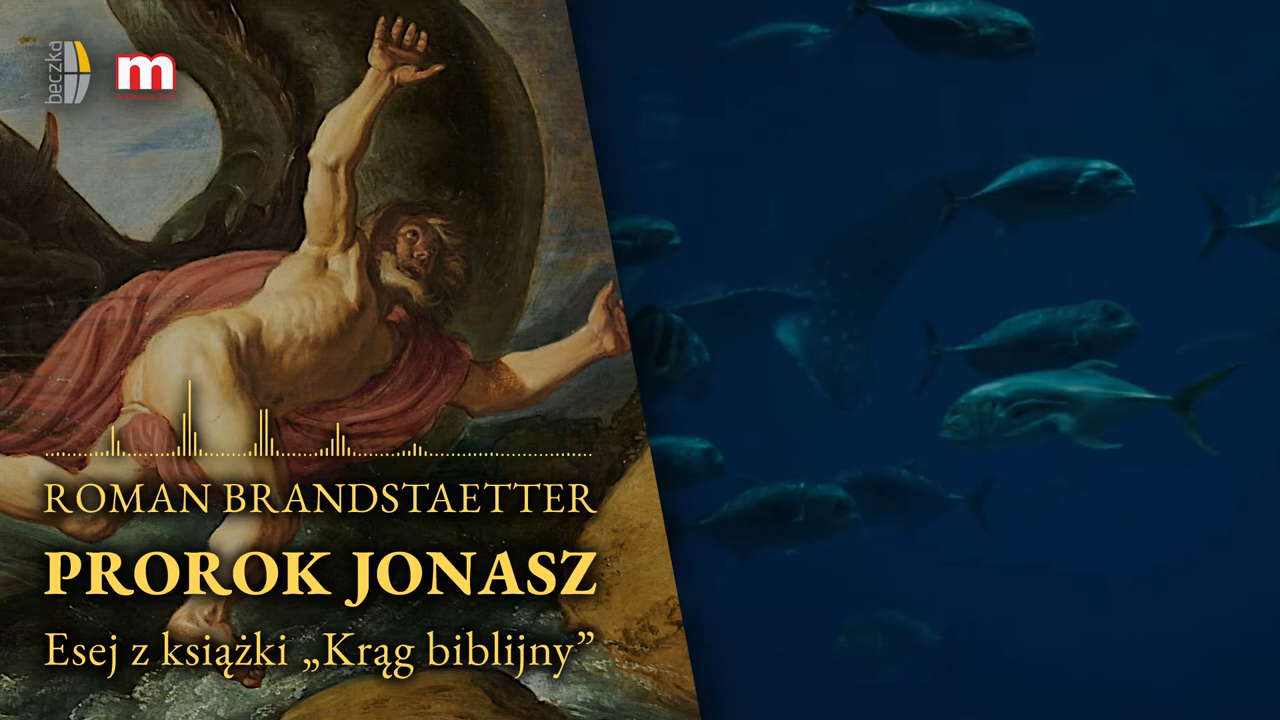 beczka
m
ROMAN BRANDSTAETTER
PROROK JONASZ
Esej z książki „Krąg biblijny”